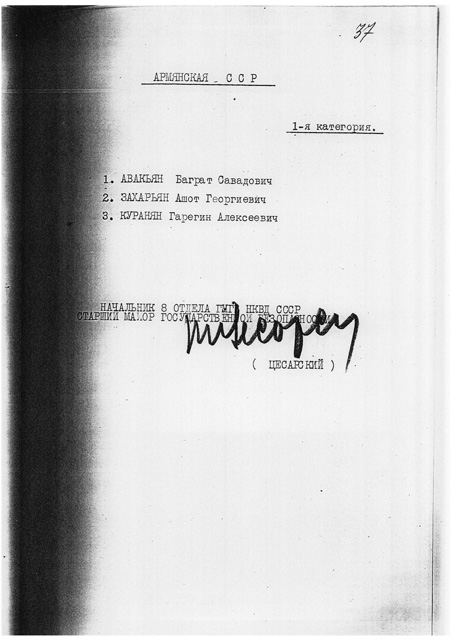 37
АРМЯНСКАЯ С С Р
1-я категория.
1. АВАКЬЯН Баграт Савадович
2. ЗАХАРЬЯН Ашот Георгиевич
3. КУРАНЯН Гарегин Алексеевич
НАЧАЛЬНИК 8 ОТДЕЛА ГУГБ НКВД СССР
СТАРШИЙ МАЙОР ГОСУДАРСТВЕННОЙ БЕЗОПАСНОСТИ
( ЦЕСАРСКИЙ )